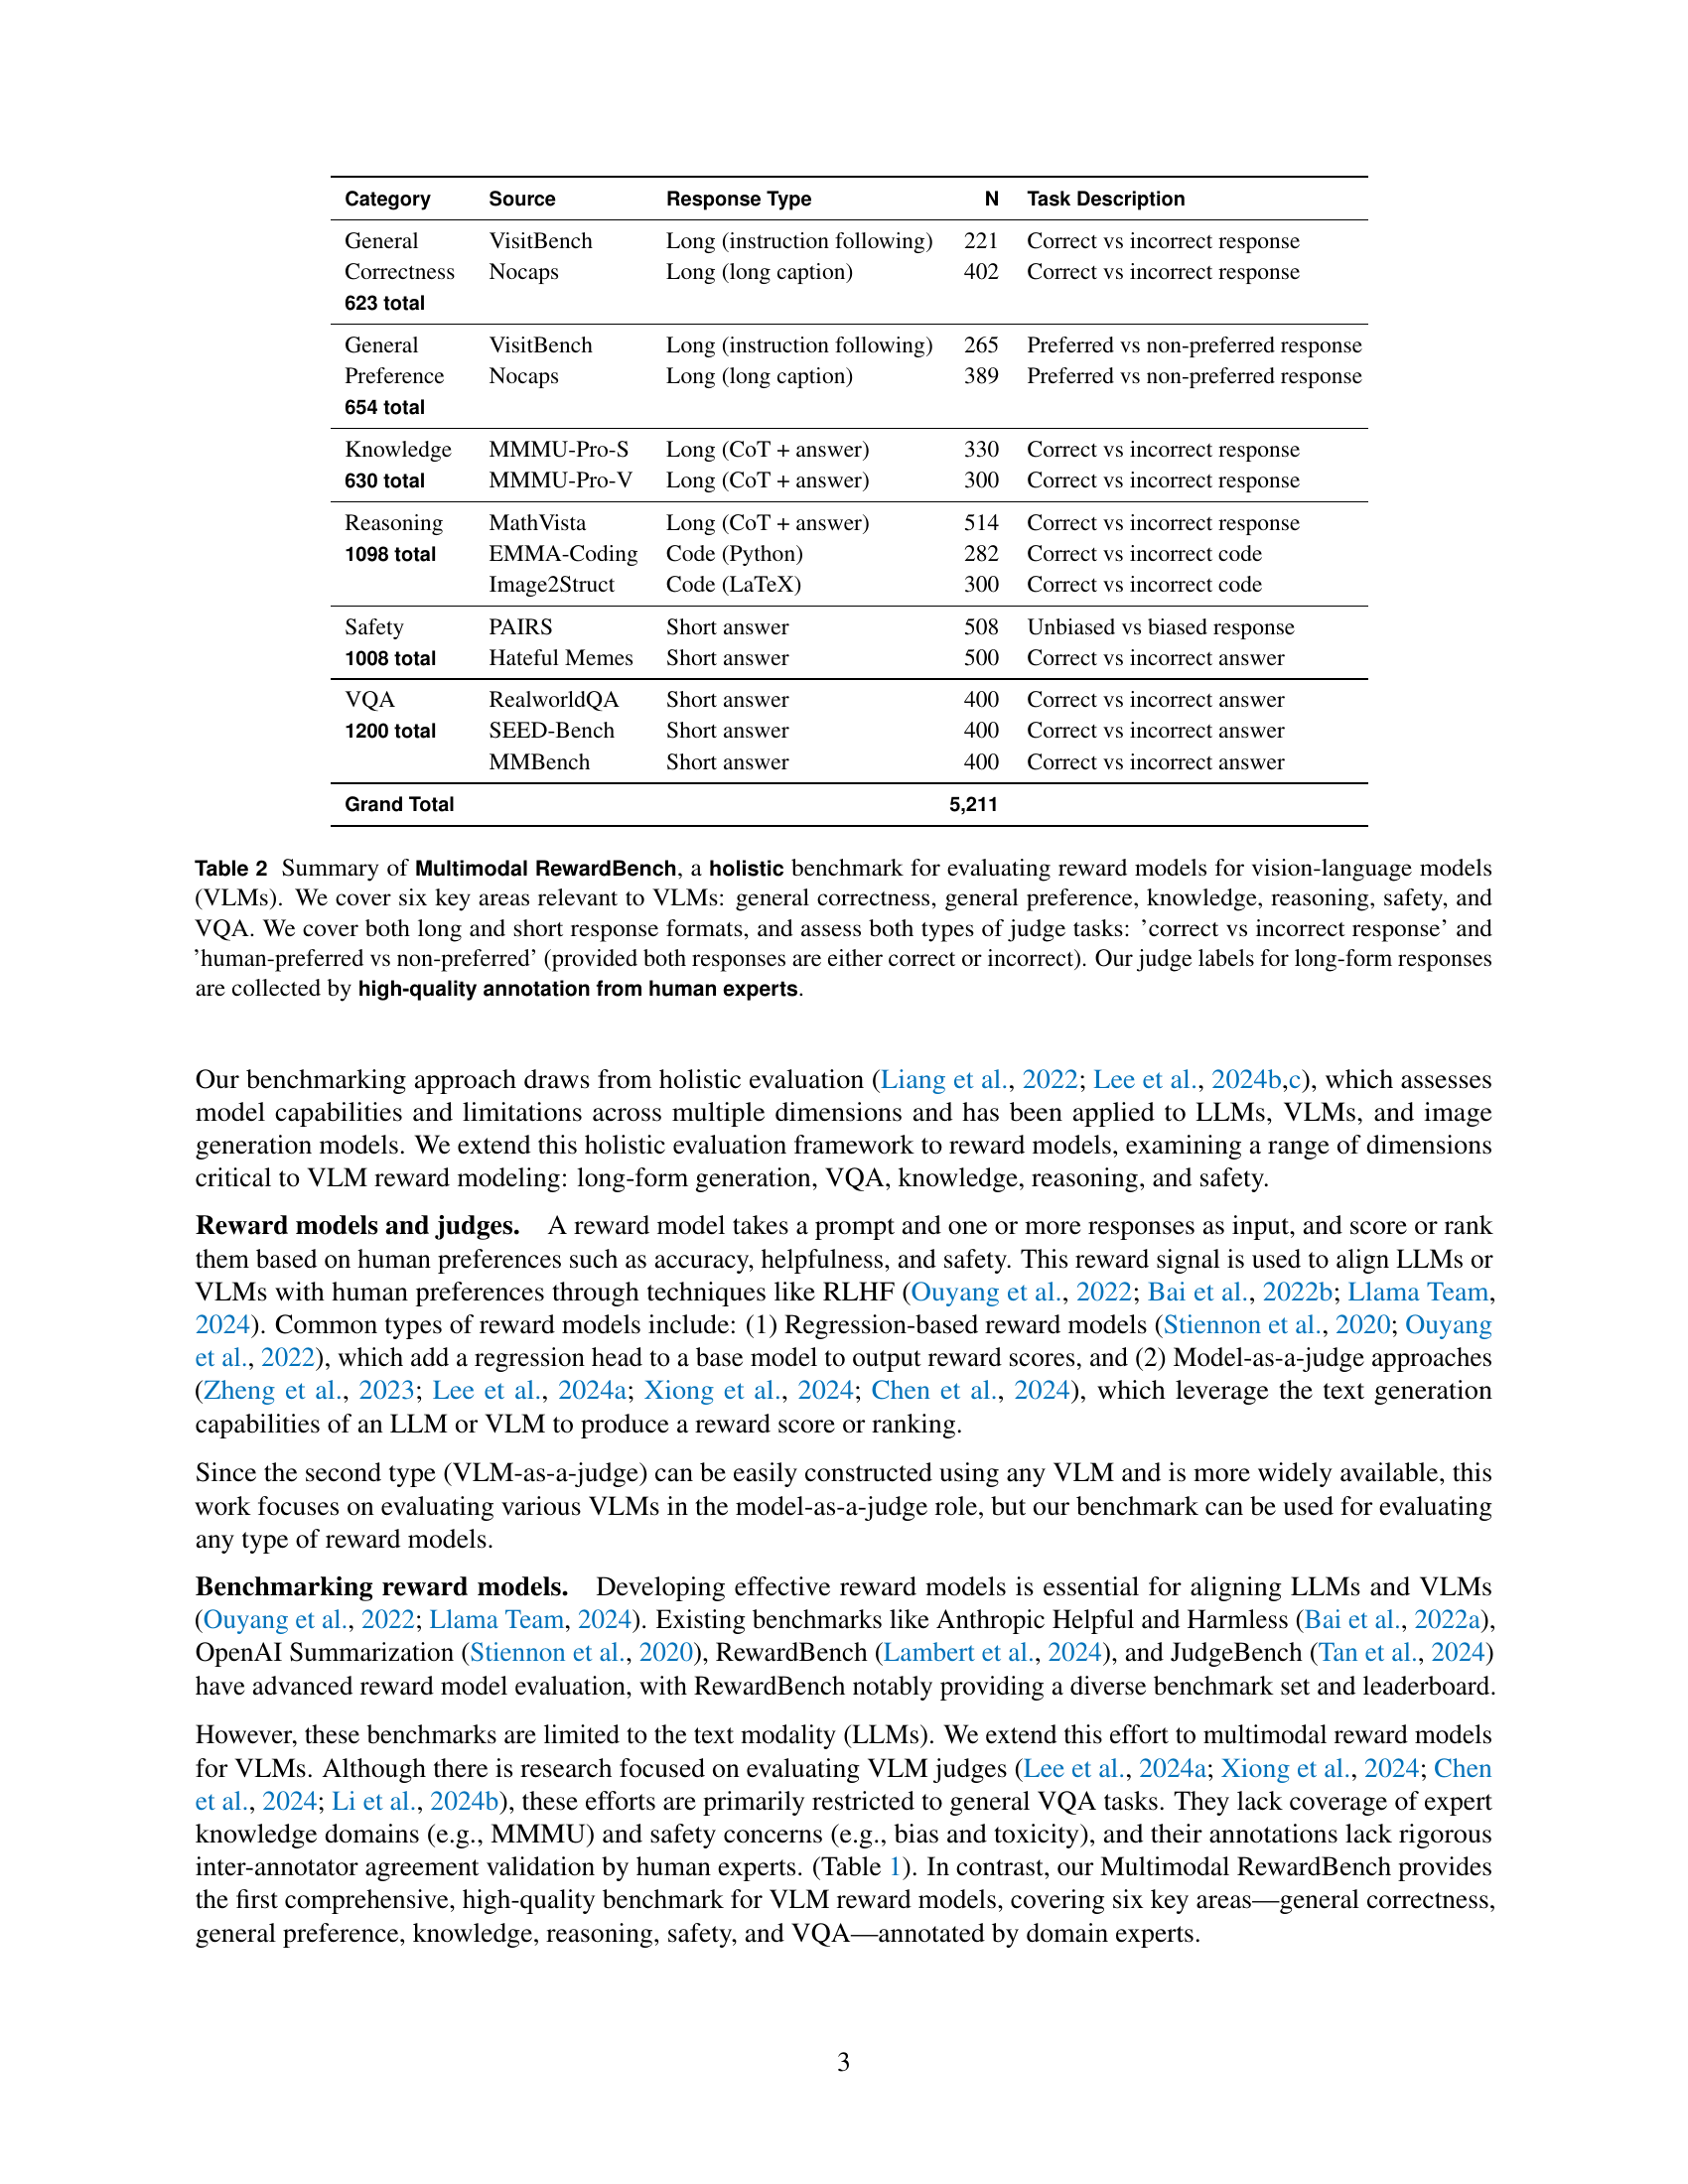 Category Source Response Type N Task Description
General VisitBench Long (instruction following) 221 Correct vs incorrect response
Correctness Nocaps Long (long caption) 402 Correct vs incorrect response
623 total
General VisitBench Long (instruction following) 265 Preferred vs non-preferred response
Preference Nocaps Long (long caption) 389 Preferred vs non-preferred response
654 total
Knowledge MMMU-Pro-S Long (CoT + answer) 330 Correct vs incorrect response
630 total MMMU-Pro-V Long (CoT + answer) 300 Correct vs incorrect response
Reasoning MathVista Long (CoT + answer) 514 Correct vs incorrect response
1098 total EMMA-Coding Code (Python) 282 Correct vs incorrect code
Image2Struct Code (LaTeX) 300 Correct vs incorrect code
Safety PAIRS Short answer 508 Unbiased vs biased response
1008 total Hateful Memes Short answer 500 Correct vs incorrect answer
VQA RealworldQA Short answer 400 Correct vs incorrect answer
1200 total SEED-Bench Short answer 400 Correct vs incorrect answer
MMBench Short answer 400 Correct vs incorrect answer
Grand Total 5,211
Table 2 Summary of Multimodal RewardBench, a holistic benchmark for evaluating reward models for vision-language models
(VLMs). We cover six key areas relevant to VLMs: general correctness, general preference, knowledge, reasoning, safety, and
VQA. We cover both long and short response formats, and assess both types of judge tasks: ’correct vs incorrect response’ and
’human-preferred vs non-preferred’ (provided both responses are either correct or incorrect). Our judge labels for long-form responses
are collected by high-quality annotation from human experts.
Our benchmarking approach draws from holistic evaluation (Liang et al., 2022; Lee et al., 2024b,c), which assesses
model capabilities and limitations across multiple dimensions and has been applied to LLMs, VLMs, and image
generation models. We extend this holistic evaluation framework to reward models, examining a range of dimensions
critical to VLM reward modeling: long-form generation, VQA, knowledge, reasoning, and safety.
Reward models and judges. A reward model takes a prompt and one or more responses as input, and score or rank
them based on human preferences such as accuracy, helpfulness, and safety. This reward signal is used to align LLMs or
VLMs with human preferences through techniques like RLHF (Ouyang et al., 2022; Bai et al., 2022b; Llama Team,
2024). Common types of reward models include: (1) Regression-based reward models (Stiennon et al., 2020; Ouyang
et al., 2022), which add a regression head to a base model to output reward scores, and (2) Model-as-a-judge approaches
(Zheng et al., 2023; Lee et al., 2024a; Xiong et al., 2024; Chen et al., 2024), which leverage the text generation
capabilities of an LLM or VLM to produce a reward score or ranking.
Since the second type (VLM-as-a-judge) can be easily constructed using any VLM and is more widely available, this
work focuses on evaluating various VLMs in the model-as-a-judge role, but our benchmark can be used for evaluating
any type of reward models.
Benchmarking reward models. Developing effective reward models is essential for aligning LLMs and VLMs
(Ouyang et al., 2022; Llama Team, 2024). Existing benchmarks like Anthropic Helpful and Harmless (Bai et al., 2022a),
OpenAI Summarization (Stiennon et al., 2020), RewardBench (Lambert et al., 2024), and JudgeBench (Tan et al., 2024)
have advanced reward model evaluation, with RewardBench notably providing a diverse benchmark set and leaderboard.
However, these benchmarks are limited to the text modality (LLMs). We extend this effort to multimodal reward models
for VLMs. Although there is research focused on evaluating VLM judges (Lee et al., 2024a; Xiong et al., 2024; Chen
et al., 2024; Li et al., 2024b), these efforts are primarily restricted to general VQA tasks. They lack coverage of expert
knowledge domains (e.g., MMMU) and safety concerns (e.g., bias and toxicity), and their annotations lack rigorous
inter-annotator agreement validation by human experts. (Table 1). In contrast, our Multimodal RewardBench provides
the first comprehensive, high-quality benchmark for VLM reward models, covering six key areas—general correctness,
general preference, knowledge, reasoning, safety, and VQA—annotated by domain experts.
3